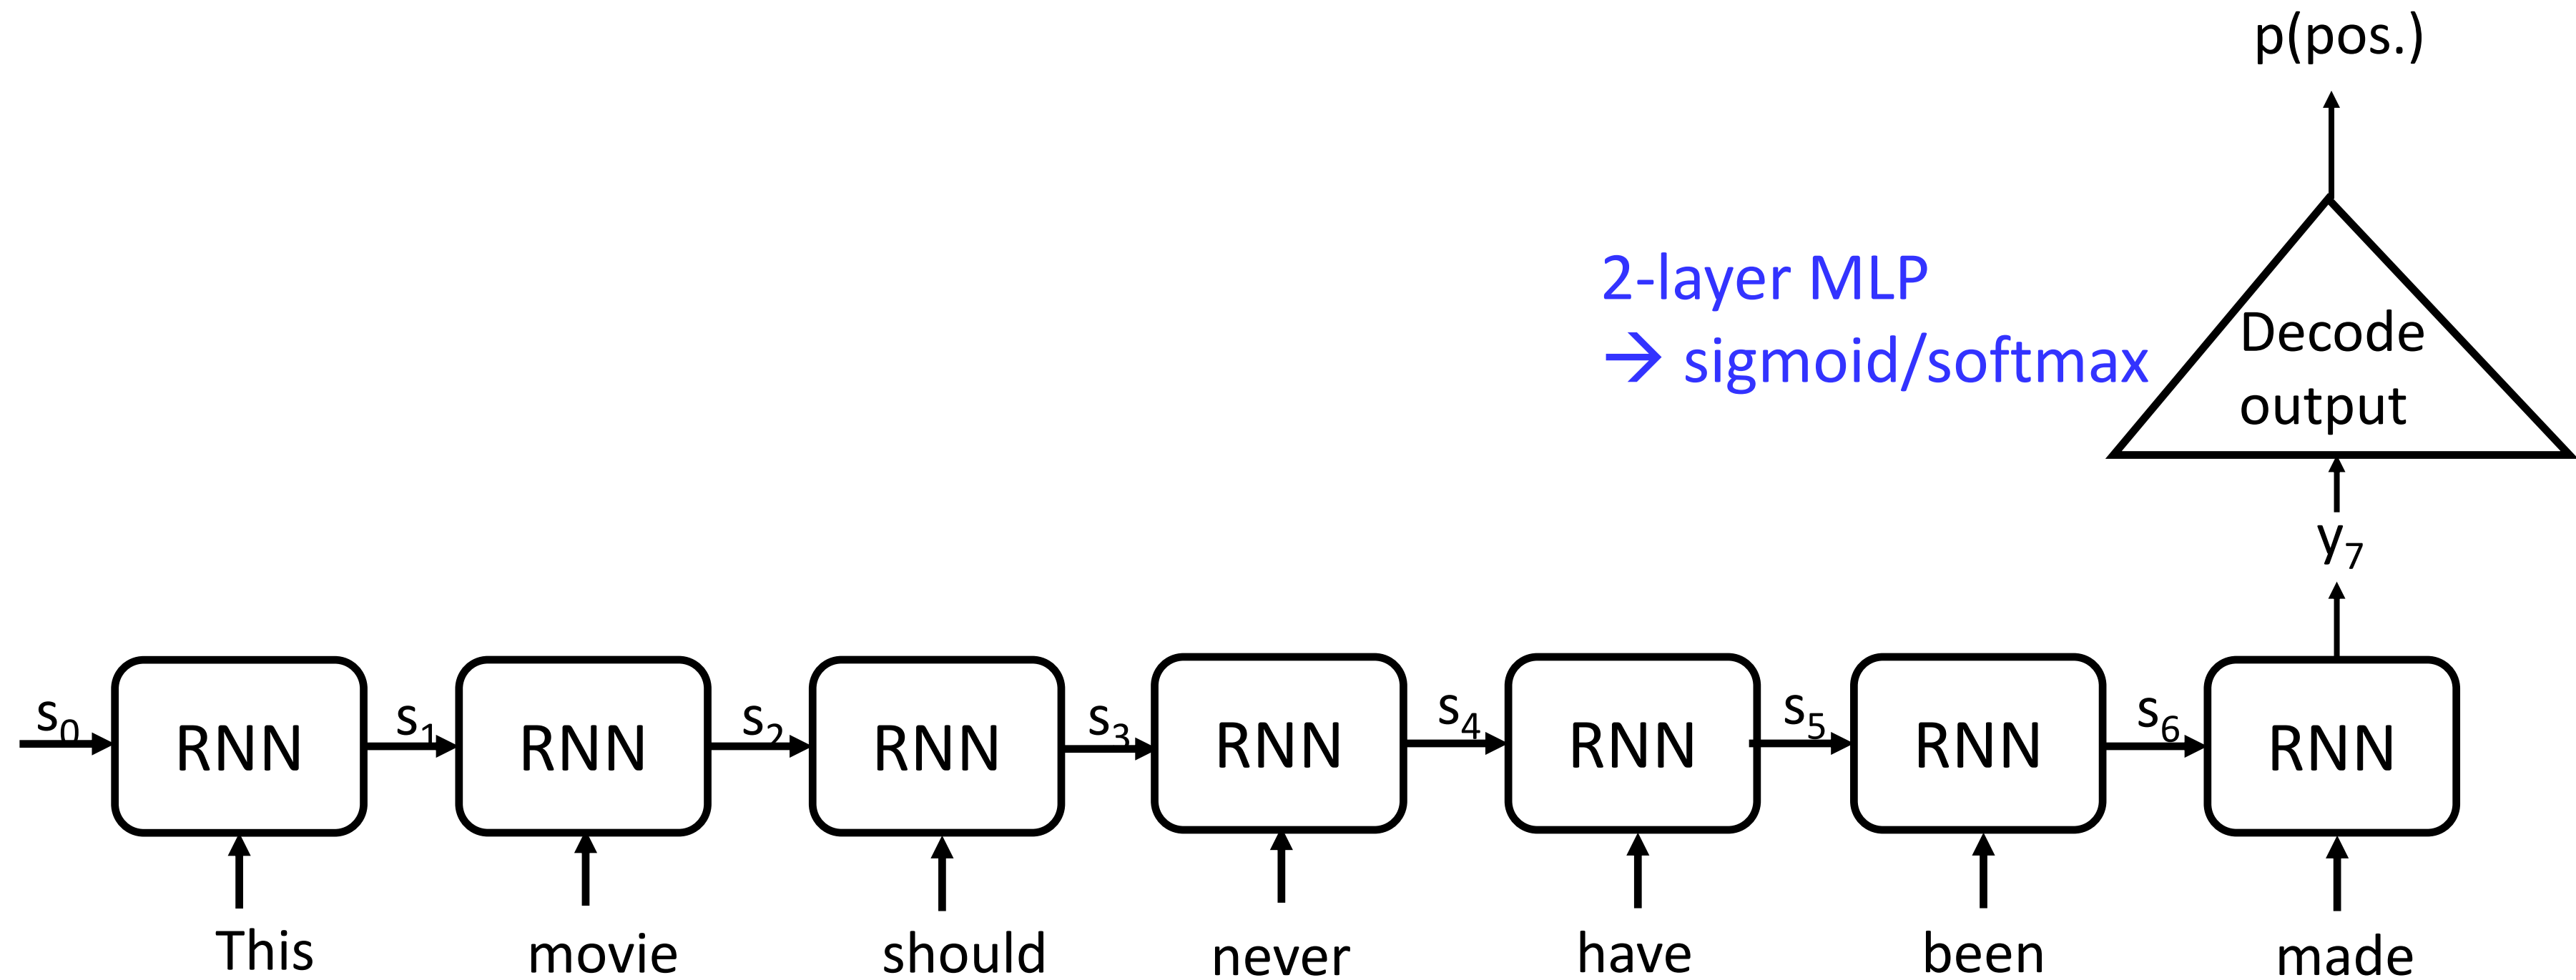 p(pos.)
2-layer MLP
→ sigmoid/softmax
Decode
output
y₇
s₀ RNN s₁ RNN s₂ RNN s₃ RNN s₄ RNN s₅ RNN s₆ RNN
This movie should never have been made